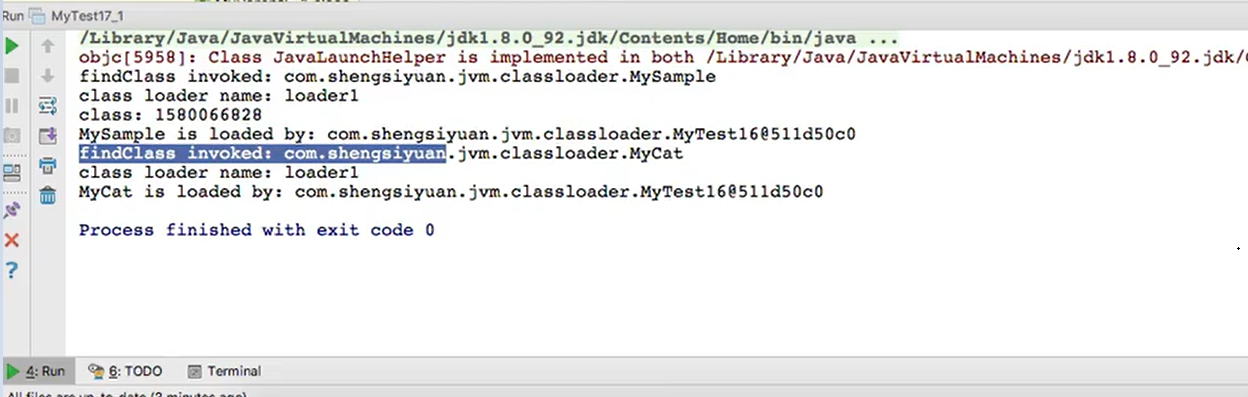 Run MyTest17_1
/Library/Java/JavaVirtualMachines/jdk1.8.0_92.jdk/Contents/Home/bin/java ...
objc[5958]: Class JavaLaunchHelper is implemented in both /Library/Java/JavaVirtualMachines/jdk1.8.0_92.jdk/
findClass invoked: com.shengsiyuan.jvm.classloader.MySample
class loader name: loader1
class: 1580066828
MySample is loaded by: com.shengsiyuan.jvm.classloader.MyTest16@511d50c0
findClass invoked: com.shengsiyuan.jvm.classloader.MyCat
class loader name: loader1
MyCat is loaded by: com.shengsiyuan.jvm.classloader.MyTest16@511d50c0
Process finished with exit code 0
4: Run 6: TODO Terminal
All files are up-to-date (3 minutes ago)